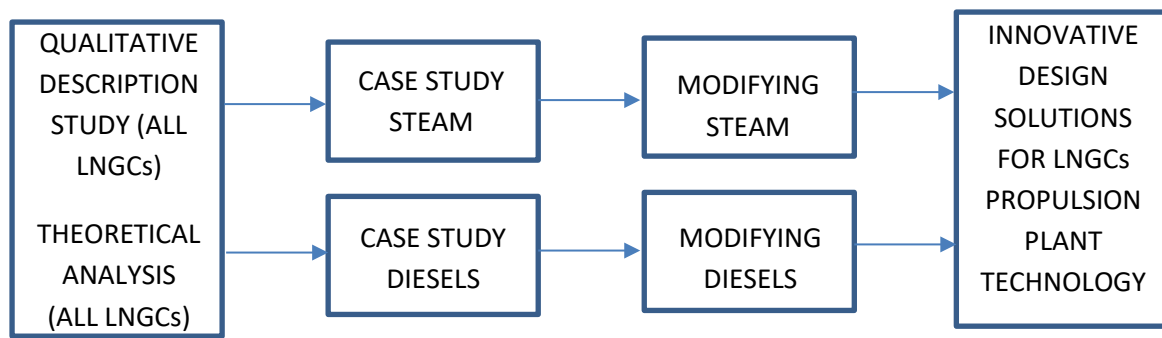 QUALITATIVE
DESCRIPTION
STUDY (ALL
LNGCs)
THEORETICAL
ANALYSIS
(ALL LNGCs)
CASE STUDY
STEAM
MODIFYING
STEAM
CASE STUDY
DIESELS
MODIFYING
DIESELS
INNOVATIVE
DESIGN
SOLUTIONS
FOR LNGCs
PROPULSION
PLANT
TECHNOLOGY